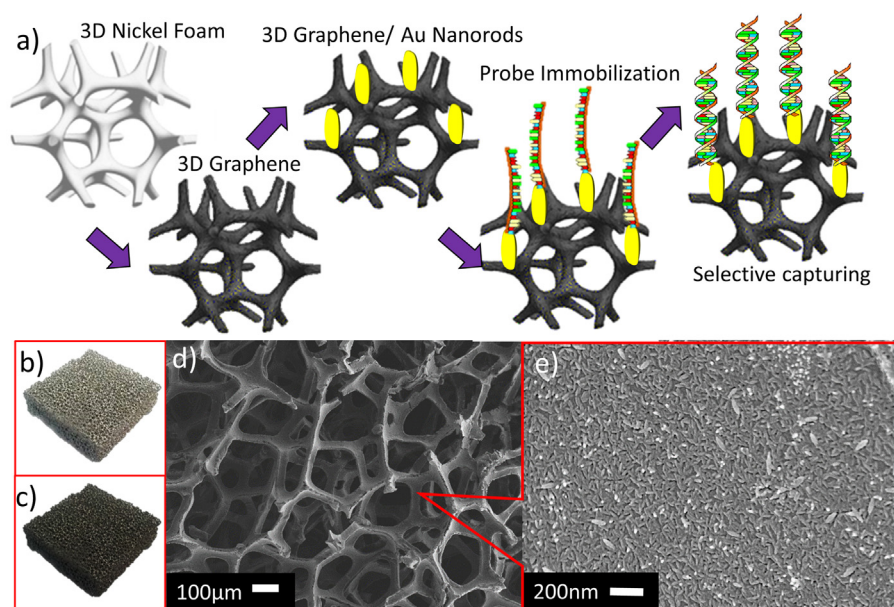 a)
3D Nickel Foam
3D Graphene/ Au Nanorods
Probe Immobilization
3D Graphene
Selective capturing
b)
c)
d)
100μm
e)
200nm